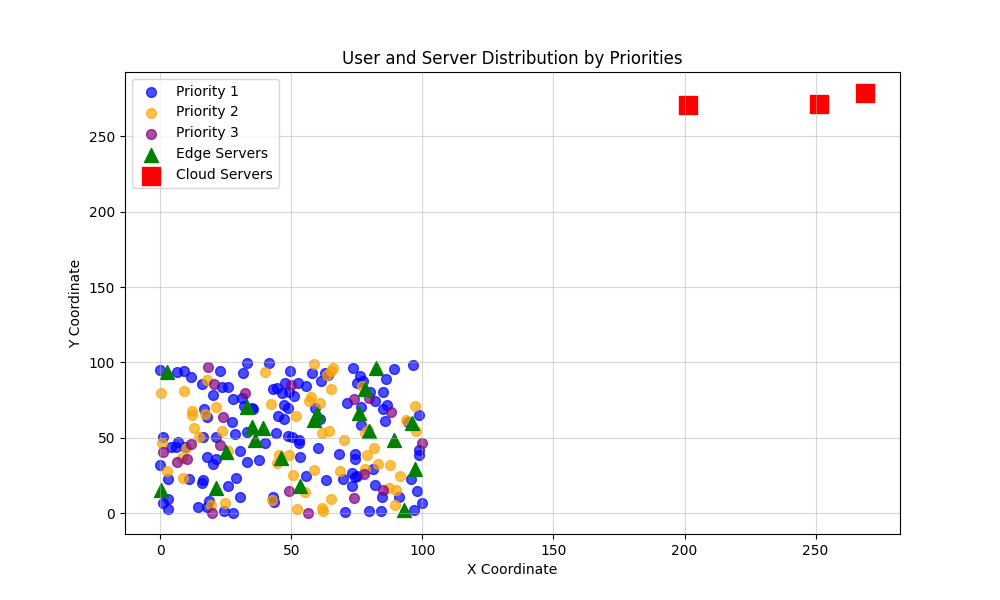 User and Server Distribution by Priorities
Priority 1
Priority 2
Priority 3
Edge Servers
Cloud Servers
Y Coordinate
250
200
150
100
50
0
0 50 100 150 200 250
X Coordinate